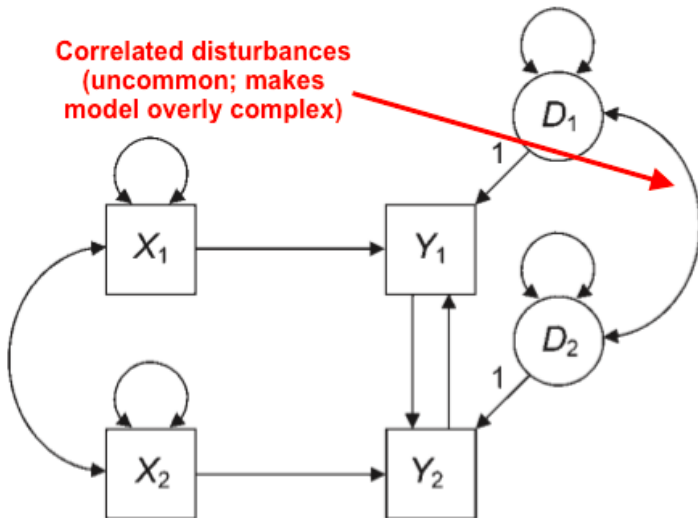 Correlated disturbances
(uncommon; makes
model overly complex)
D1
1
X1
Y1
D2
1
X2
Y2